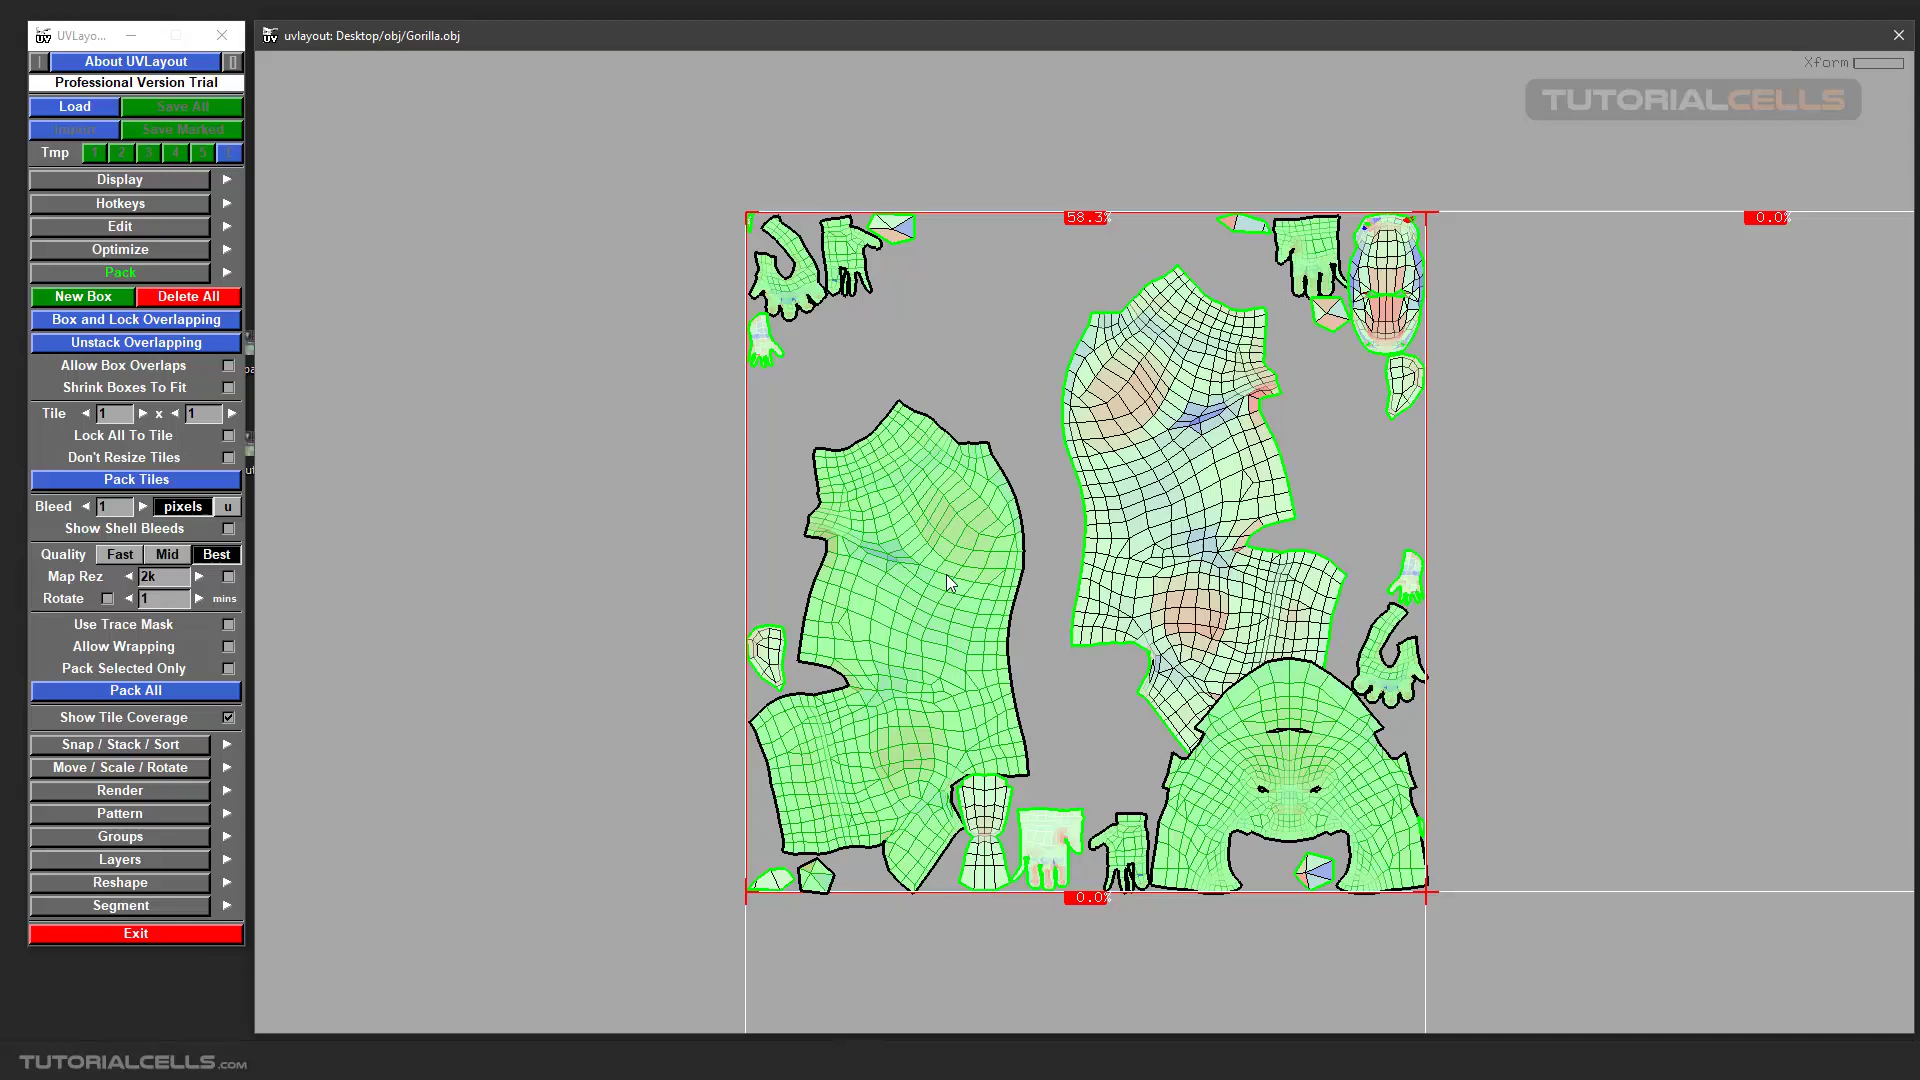 UVLayo...
uvlayout: Desktop/obj/Gorilla.obj
About UVLayout
Professional Version Trial
Xform
TUTORIALCELLS
Load Save All
Import Save Marked
Tmp 1 2 3 4 5
Display
Hotkeys
Edit
Optimize
Pack
58.3%
0.0%
New Box Delete All
Box and Lock Overlapping
Unstack Overlapping
Allow Box Overlaps
Shrink Boxes To Fit
Tile 1 x 1
Lock All To Tile
Don't Resize Tiles
Pack Tiles
Bleed 1 pixels u
Show Shell Bleeds
Quality Fast Mid Best
Map Rez 2k
Rotate 1 mins
Use Trace Mask
Allow Wrapping
Pack Selected Only
Pack All
Show Tile Coverage
Snap / Stack / Sort
Move / Scale / Rotate
Render
Pattern
Groups
Layers
Reshape
Segment
Exit
0.0%
TUTORIALCELLS.COM